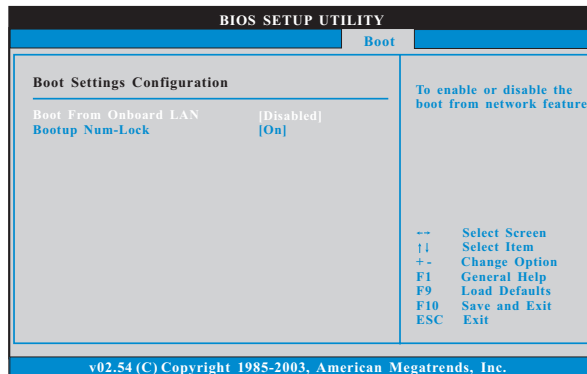 BIOS SETUP UTILITY
Boot
Boot Settings Configuration
Boot From Onboard LAN [Disabled]
Bootup Num-Lock [On]
To enable or disable the
boot from network feature
←→ Select Screen
↑↓ Select Item
+- Change Option
F1 General Help
F9 Load Defaults
F10 Save and Exit
ESC Exit
v02.54 (C) Copyright 1985-2003, American Megatrends, Inc.